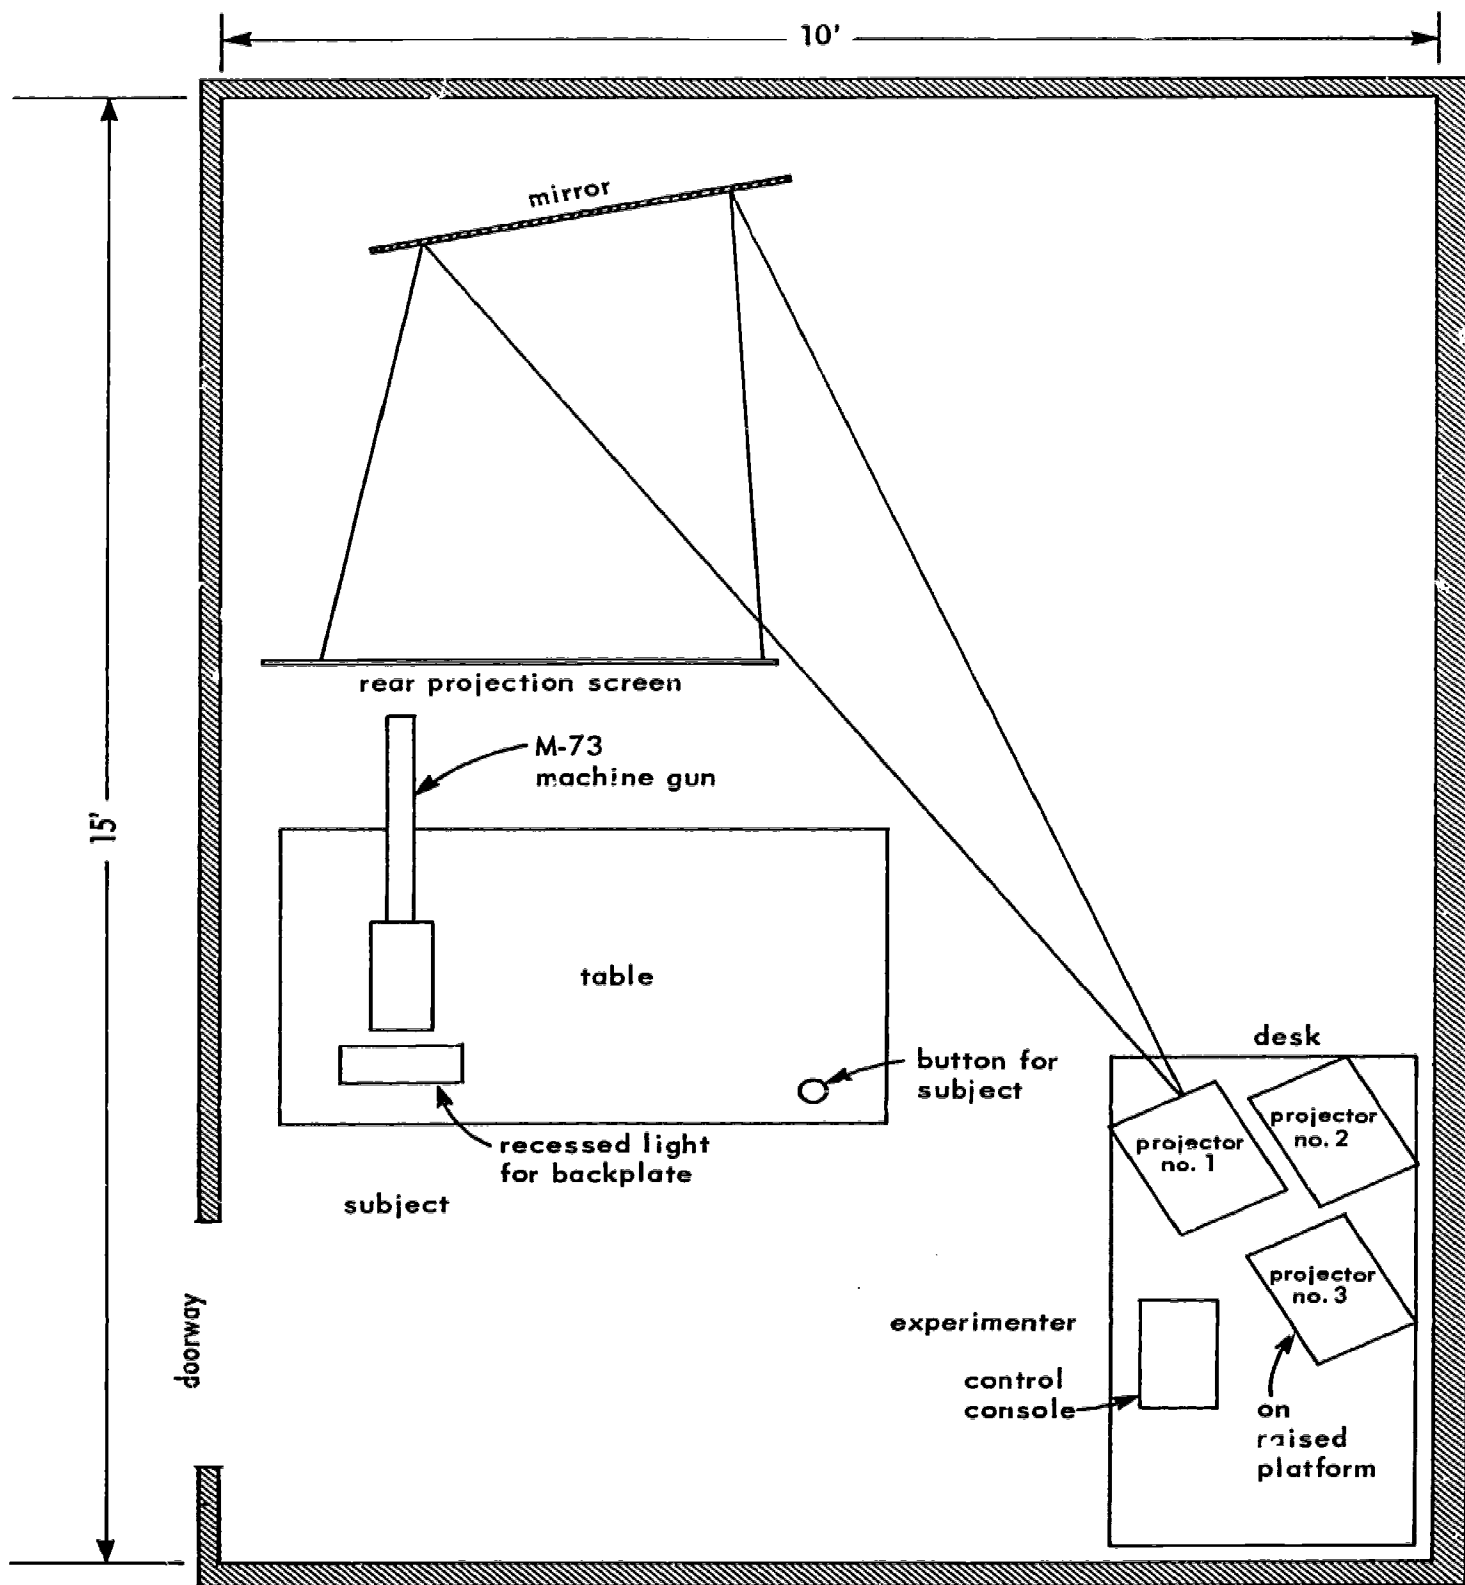 10'
mirror
rear projection screen
M-73
machine gun
15'
table
desk
button for
subject
projector
no. 2
projector
no. 1
recessed light
for backplate
subject
projector
no. 3
doorway
experimenter
control
console
on
raised
platform